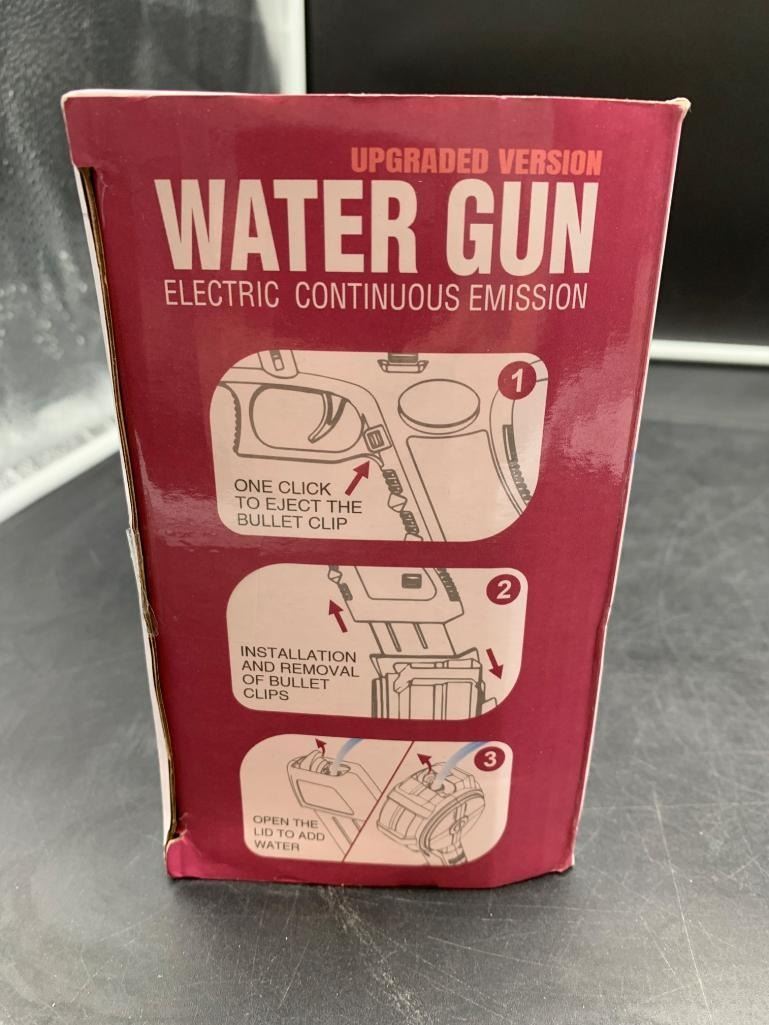 UPGRADED VERSION
WATER GUN
ELECTRIC CONTINUOUS EMISSION
1
ONE CLICK
TO EJECT THE
BULLET CLIP
2
INSTALLATION
AND REMOVAL
OF BULLET
CLIPS
3
OPEN THE
LID TO ADD
WATER